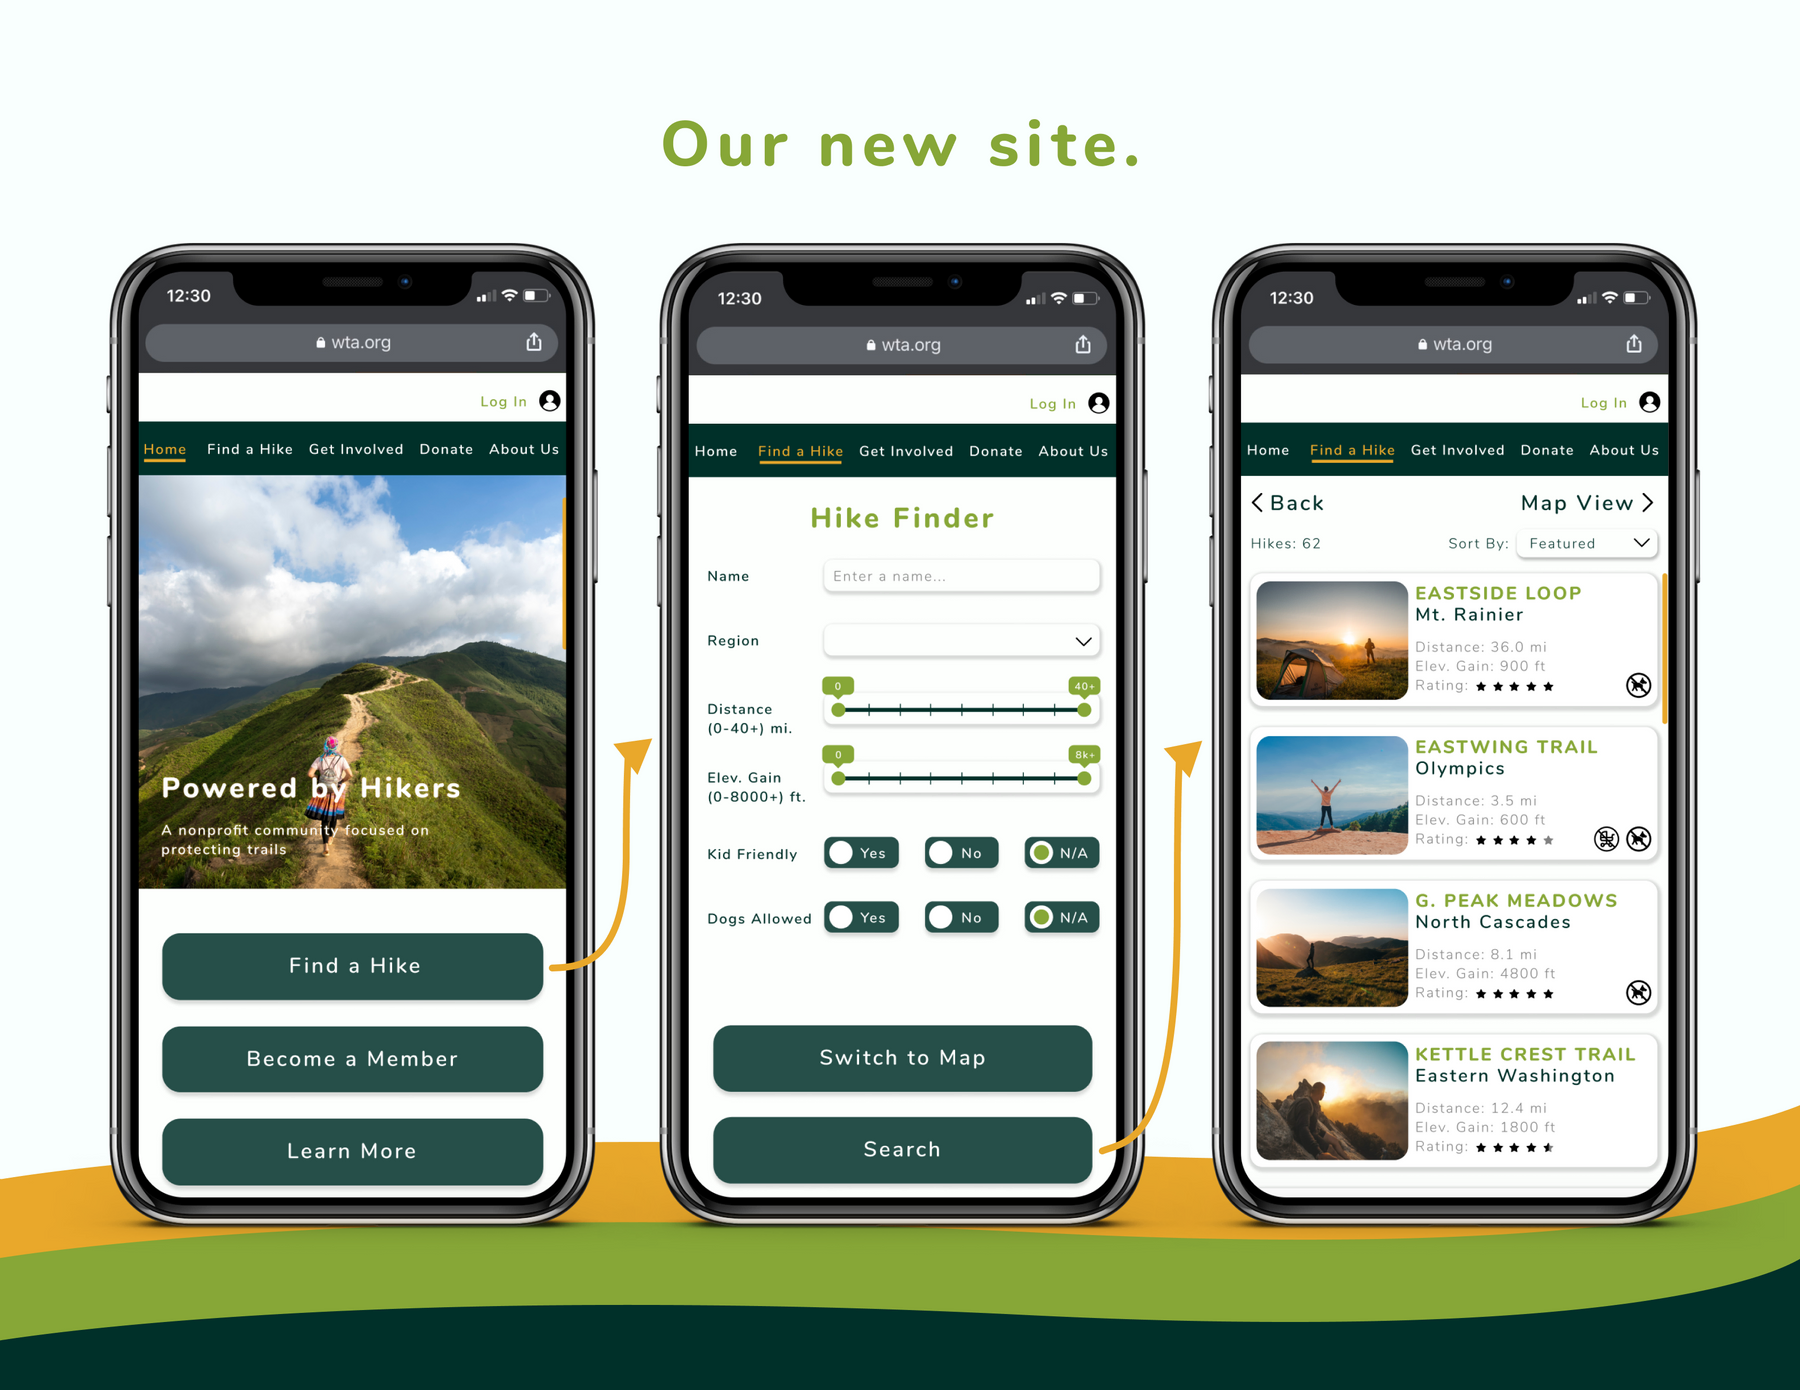 Our new site.
12:30
wta.org
Log In
Home Find a Hike Get Involved Donate About Us
Powered by Hikers
A nonprofit community focused on
protecting trails
Find a Hike
Become a Member
Learn More
12:30
wta.org
Log In
Home Find a Hike Get Involved Donate About Us
Hike Finder
Name Enter a name...
Region
0 40+
Distance
(0-40+) mi.
0 8k+
Elev. Gain
(0-8000+) ft.
Kid Friendly Yes No N/A
Dogs Allowed Yes No N/A
Switch to Map
Search
12:30
wta.org
Log In
Home Find a Hike Get Involved Donate About Us
Back Map View
Hikes: 62 Sort By: Featured
EASTSIDE LOOP
Mt. Rainier
Distance: 36.0 mi
Elev. Gain: 900 ft
Rating:
EASTWING TRAIL
Olympics
Distance: 3.5 mi
Elev. Gain: 600 ft
Rating:
G. PEAK MEADOWS
North Cascades
Distance: 8.1 mi
Elev. Gain: 4800 ft
Rating:
KETTLE CREST TRAIL
Eastern Washington
Distance: 12.4 mi
Elev. Gain: 1800 ft
Rating: